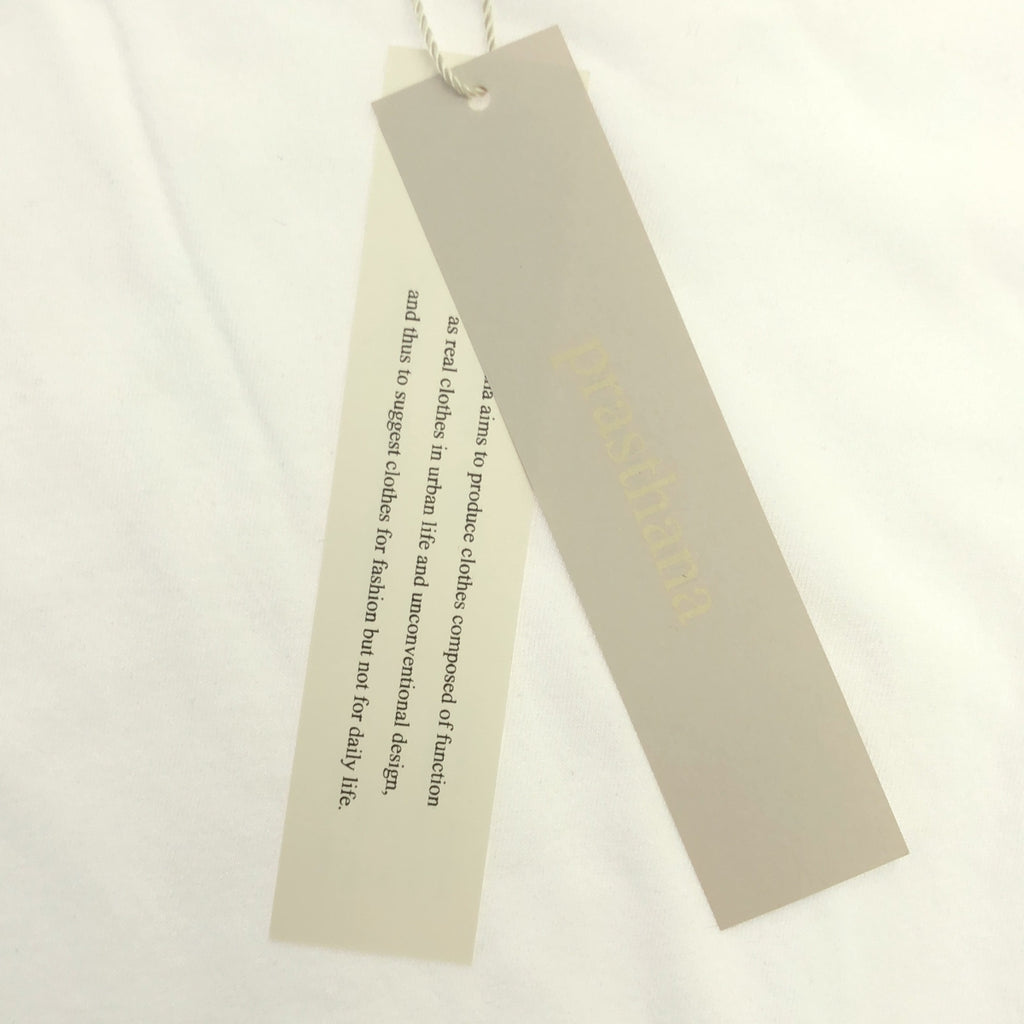 prasthana
na aims to produce clothes composed of function
as real clothes in urban life and unconventional design,
and thus to suggest clothes for fashion but not for daily life.